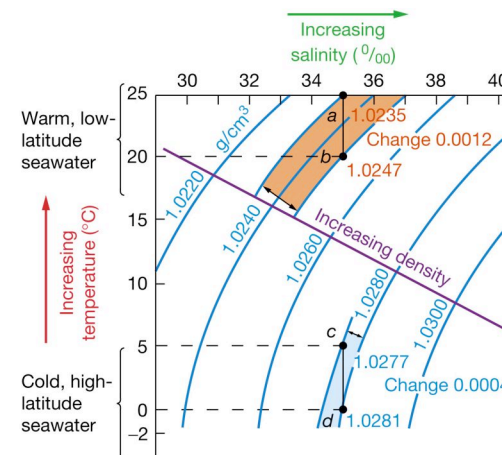 Increasing
salinity (⁰/₀₀)
30 32 34 36 38 40
25
Warm, low-
latitude
seawater
20
15
10
5
0
−2
Increasing
temperature (°C)
Cold, high-
latitude
seawater
g/cm³
a
1.0235
Change 0.0012
b
1.0247
1.0220
1.0240
1.0260
Increasing density
1.0280
1.0300
c
1.0277
Change 0.0004
d
1.0281